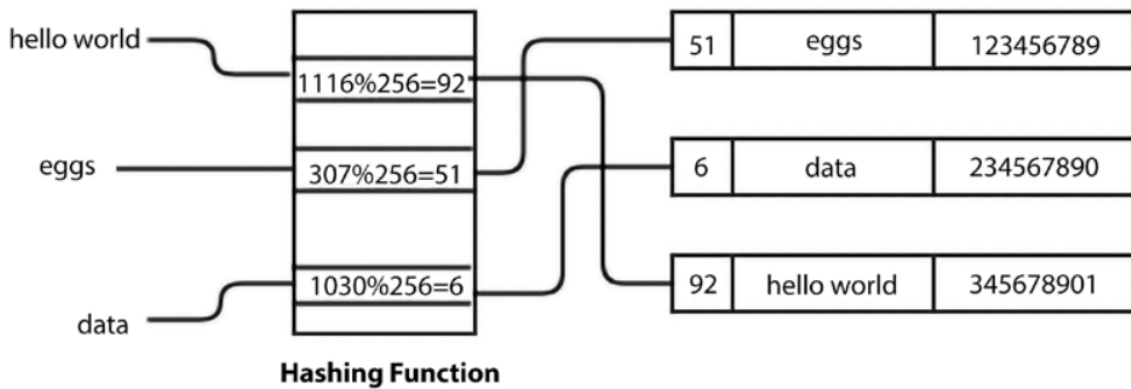 hello world
1116%256=92
51 eggs 123456789
eggs
307%256=51
6 data 234567890
data
1030%256=6
92 hello world 345678901
Hashing Function